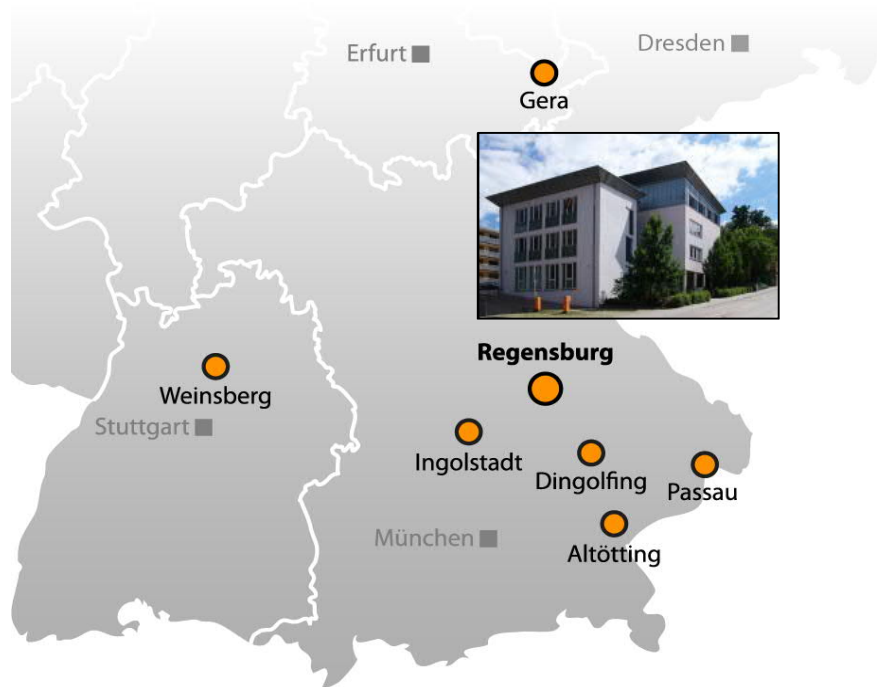 Erfurt
Dresden
Gera
Regensburg
Weinsberg
Stuttgart
Ingolstadt
Dingolfing
Passau
München
Altötting